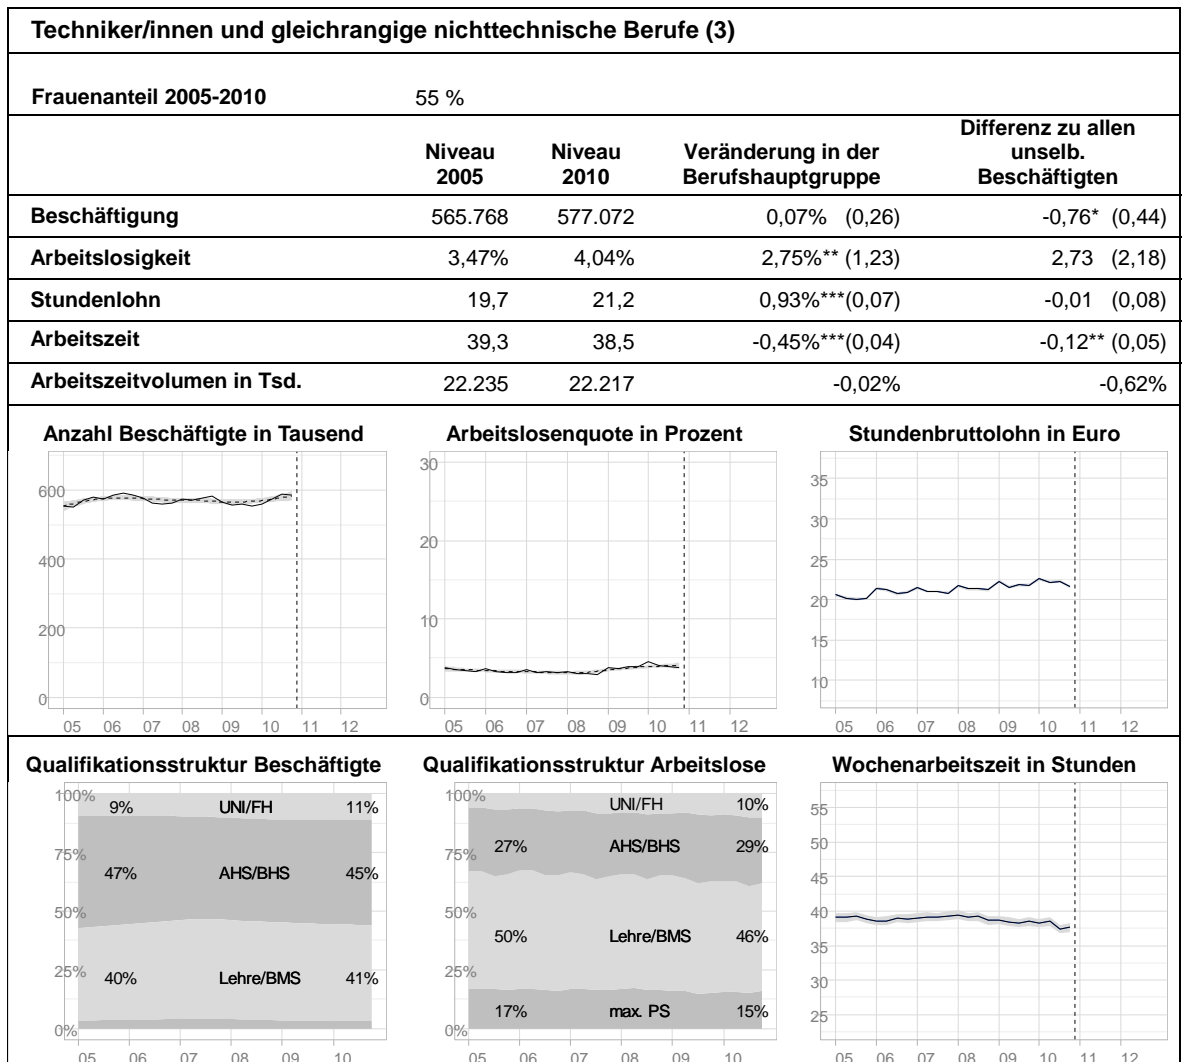 Techniker/innen und gleichrangige nichttechnische Berufe (3)
Frauenanteil 2005-2010 55 %
Niveau 2005 Niveau 2010 Veränderung in der Berufshauptgruppe Differenz zu allen unselb. Beschäftigten
Beschäftigung 565.768 577.072 0,07% (0,26) -0,76* (0,44)
Arbeitslosigkeit 3,47% 4,04% 2,75%** (1,23) 2,73 (2,18)
Stundenlohn 19,7 21,2 0,93%***(0,07) -0,01 (0,08)
Arbeitszeit 39,3 38,5 -0,45%***(0,04) -0,12** (0,05)
Arbeitszeitvolumen in Tsd. 22.235 22.217 -0,02% -0,62%
Anzahl Beschäftigte in Tausend
600
400
200
0
05 06 07 08 09 10 11 12
Arbeitslosenquote in Prozent
30
20
10
0
05 06 07 08 09 10 11 12
Stundenbruttolohn in Euro
35
30
25
20
15
10
05 06 07 08 09 10 11 12
Qualifikationsstruktur Beschäftigte
100%
9% UNI/FH 11%
75%
47% AHS/BHS 45%
50%
25%
40% Lehre/BMS 41%
0%
05 06 07 08 09 10
Qualifikationsstruktur Arbeitslose
100%
UNI/FH 10%
75%
27% AHS/BHS 29%
50%
50% Lehre/BMS 46%
25%
17% max. PS 15%
0%
05 06 07 08 09 10
Wochenarbeitszeit in Stunden
55
50
45
40
35
30
25
05 06 07 08 09 10 11 12